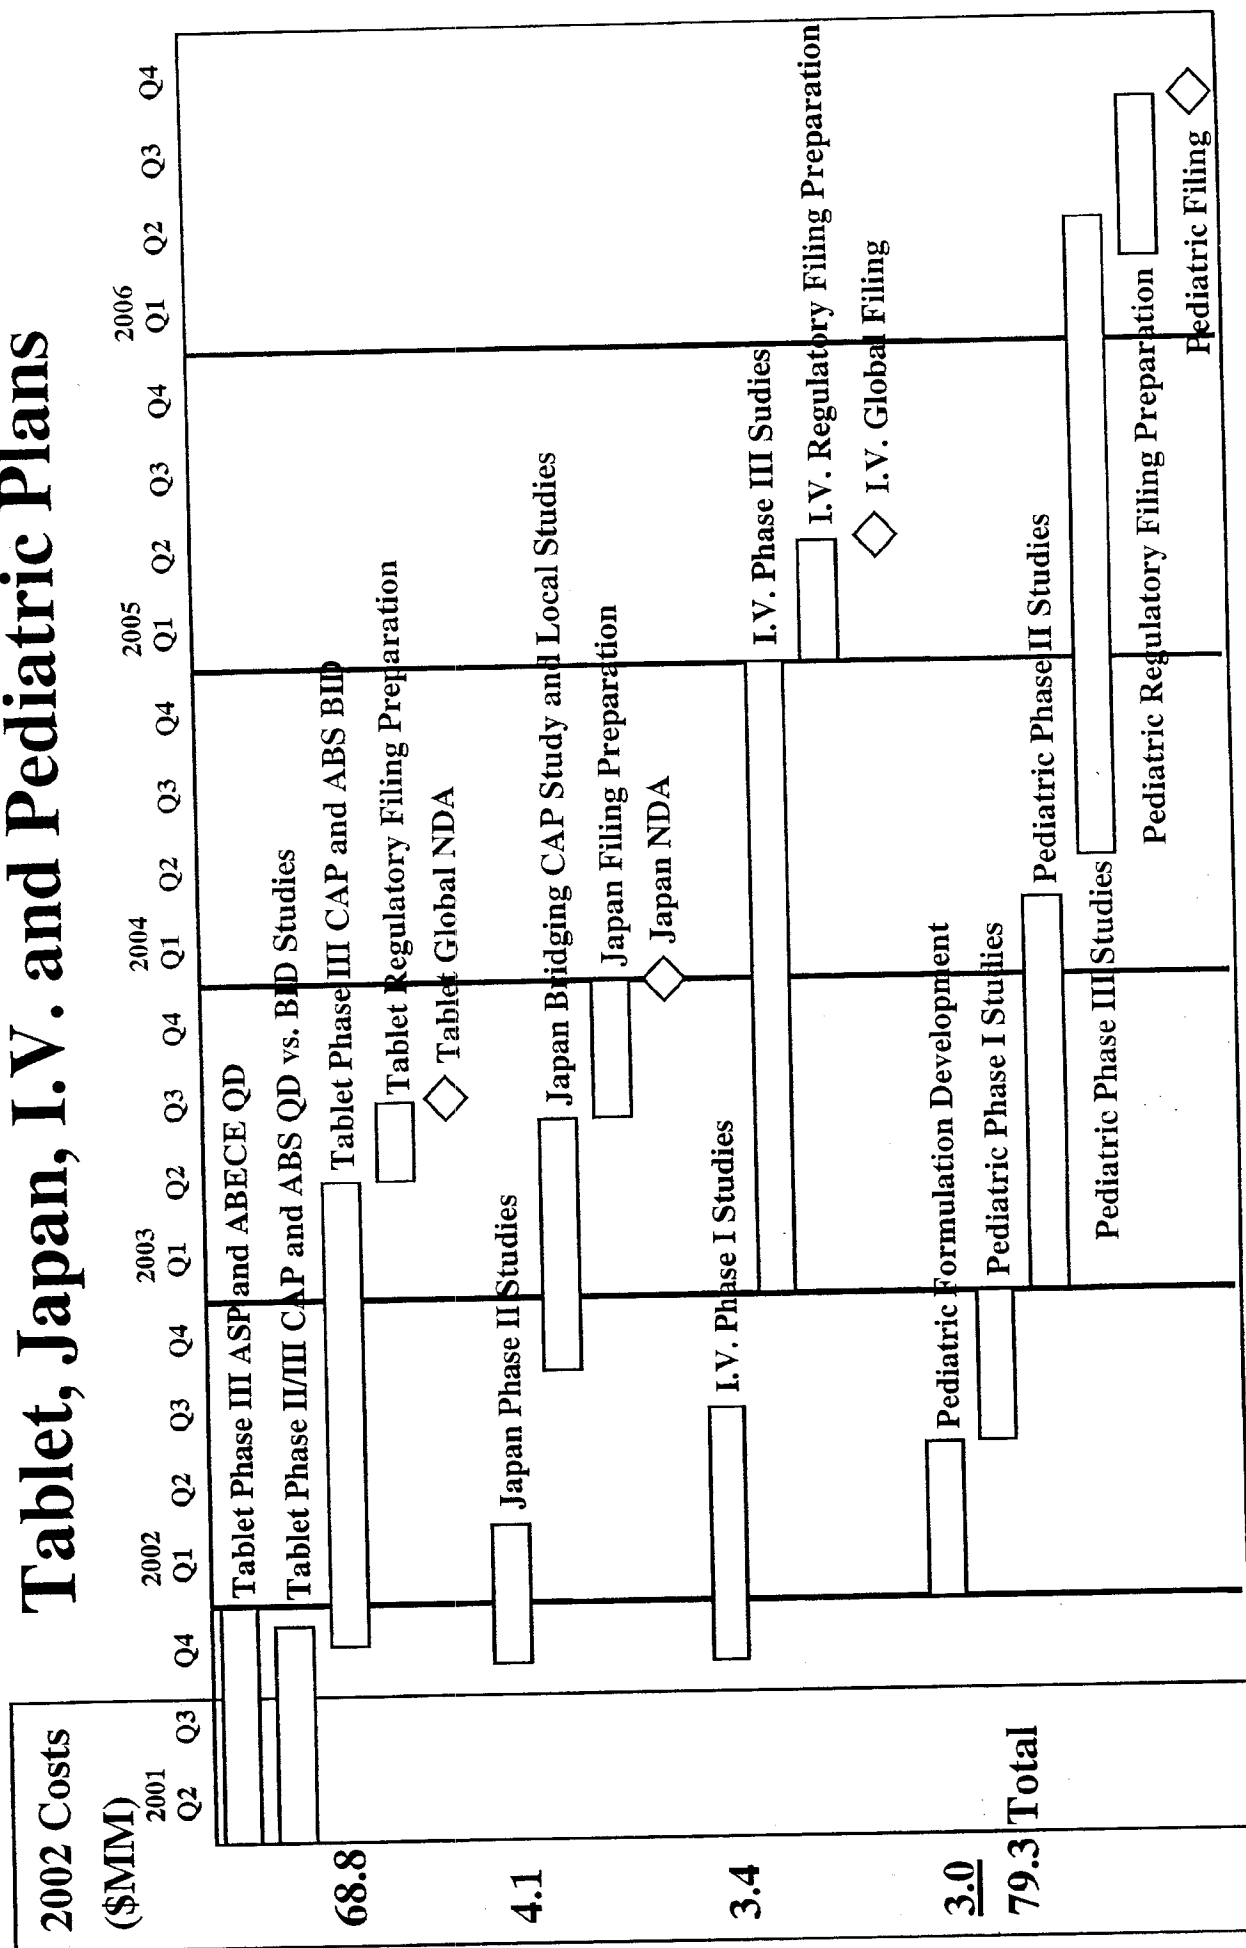 Tablet, Japan, I.V. and Pediatric Plans
2002 Costs
($MM)
2001 2002 2003 2004 2005 2006
Q2 Q3 Q4 Q1 Q2 Q3 Q4 Q1 Q2 Q3 Q4 Q1 Q2 Q3 Q4 Q1 Q2 Q3 Q4 Q1 Q2 Q3 Q4
Tablet Phase III ASP and ABECE QD
Tablet Phase II/III CAP and ABS QD vs. BID Studies
68.8
Tablet Phase III CAP and ABS BID
Tablet Regulatory Filing Preparation
Tablet Global NDA
4.1
Japan Phase II Studies
Japan Bridging CAP Study and Local Studies
Japan Filing Preparation
Japan NDA
3.4
I.V. Phase I Studies
I.V. Phase III Sudies
I.V. Regulatory Filing Preparation
I.V. Global Filing
3.0
Pediatric Formulation Development
Pediatric Phase I Studies
79.3 Total
Pediatric Phase II Studies
Pediatric Phase III Studies
Pediatric Regulatory Filing Preparation
Pediatric Filing